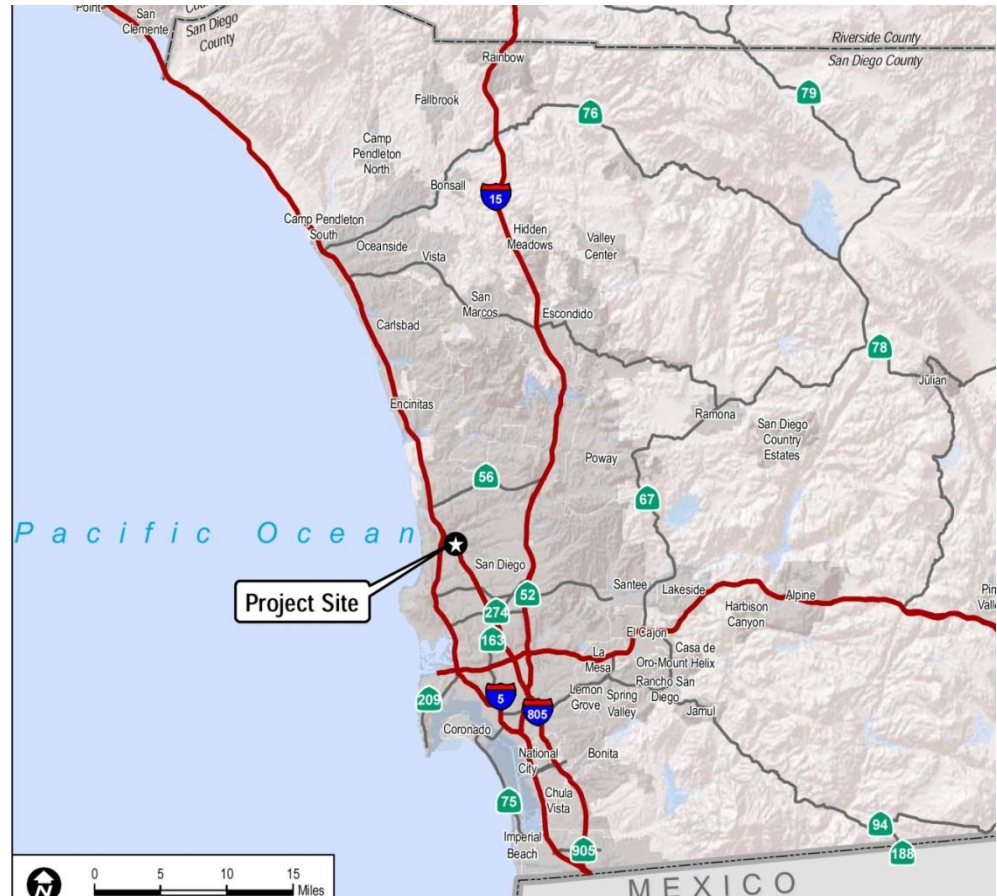 Point
San
Clemente
San Diego
County
Riverside County
San Diego County
Rainbow
79
Fallbrook
76
Camp
Pendleton
North
Bonsall
15
Camp Pendleton
South
Hidden
Meadows
Valley
Center
Oceanside
Vista
San
Marcos
Escondido
Carlsbad
78
Julian
Encinitas
Ramona
San Diego
Country
Estates
Poway
56
67
Pacific Ocean
San Diego
Project Site
52
Santee
Lakeside
Alpine
274
Harbison
Canyon
163
El Cajon
La
Mesa
Casa de
Oro-Mount Helix
Rancho San
Diego
209
5
805
Lemon
Grove
Spring
Valley
Jamul
Coronado
National
City
Bonita
75
Chula
Vista
Imperial
Beach
905
94
188
N
0 5 10 15
Miles
MEXICO